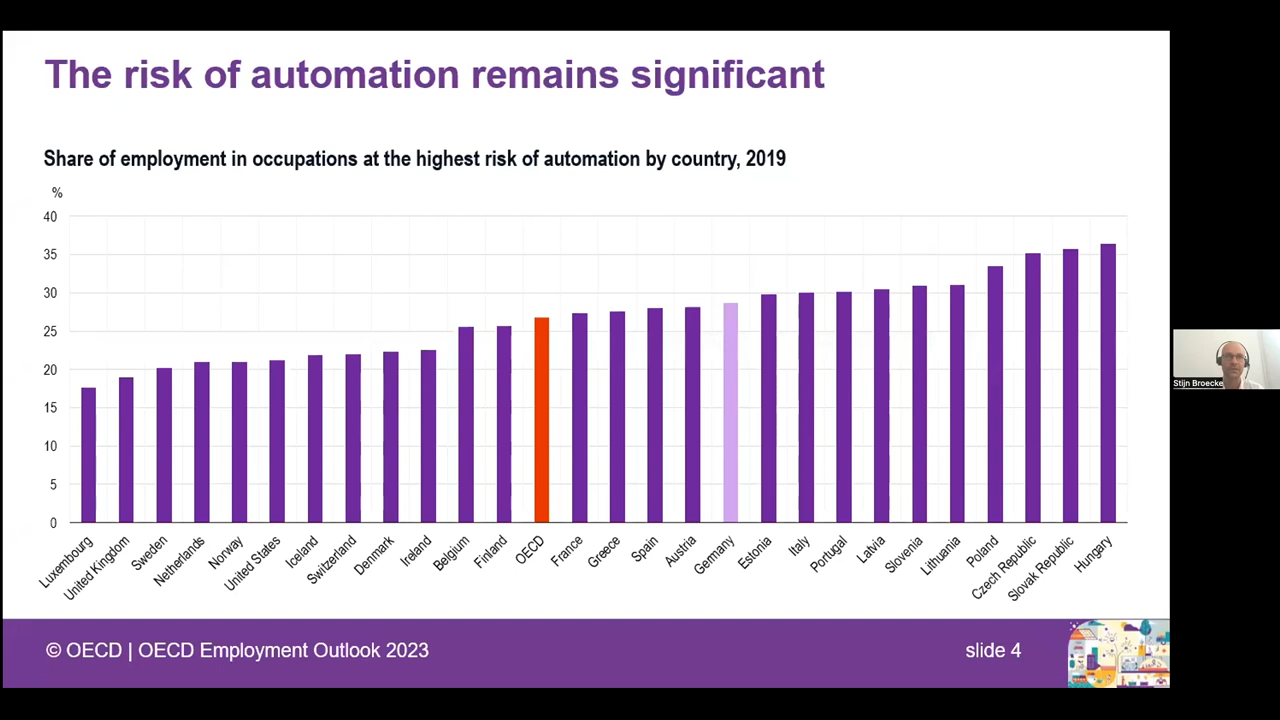 The risk of automation remains significant
Share of employment in occupations at the highest risk of automation by country, 2019
%
40
35
30
25
20
15
10
5
0
Luxembourg
United Kingdom
Sweden
Netherlands
Norway
United States
Iceland
Switzerland
Denmark
Ireland
Belgium
Finland
OECD
France
Greece
Spain
Austria
Germany
Estonia
Italy
Portugal
Latvia
Slovenia
Lithuania
Poland
Czech Republic
Slovak Republic
Hungary
Stijn Broecke
© OECD | OECD Employment Outlook 2023
slide 4